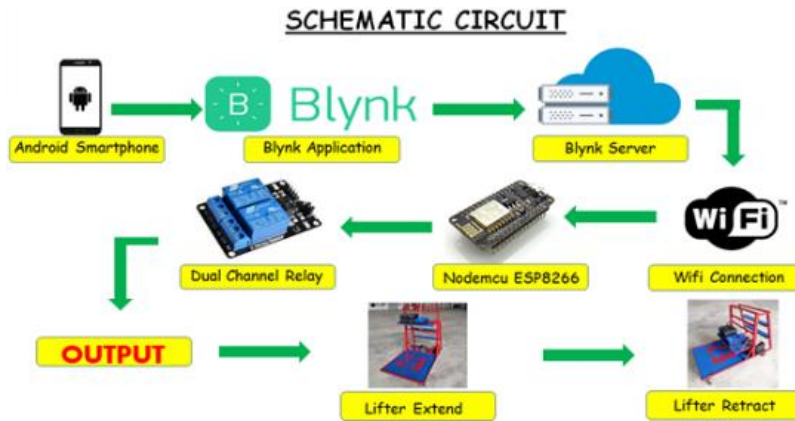 SCHEMATIC CIRCUIT
B Blynk
Android Smartphone
Blynk Application
Blynk Server
WiFi™
Dual Channel Relay
Nodemcu ESP8266
Wifi Connection
OUTPUT
Lifter Extend
Lifter Retract